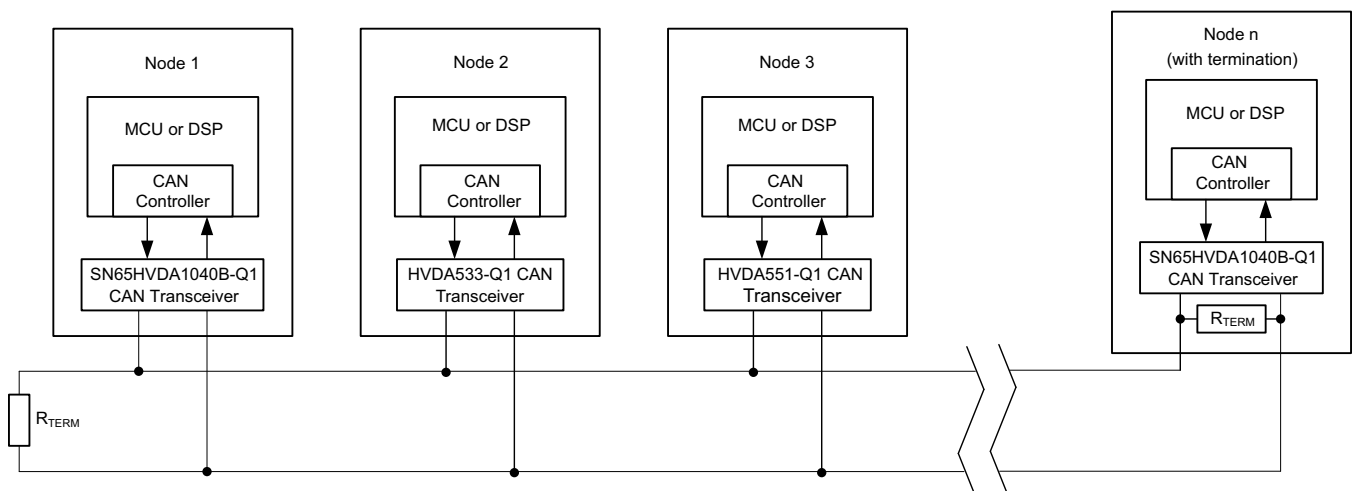 Node 1
MCU or DSP
CAN
Controller
SN65HVDA1040B-Q1
CAN Transceiver
Node 2
MCU or DSP
CAN
Controller
HVDA533-Q1 CAN
Transceiver
Node 3
MCU or DSP
CAN
Controller
HVDA551-Q1 CAN
Transceiver
Node n
(with termination)
MCU or DSP
CAN
Controller
SN65HVDA1040B-Q1
CAN Transceiver
RTERM
RTERM